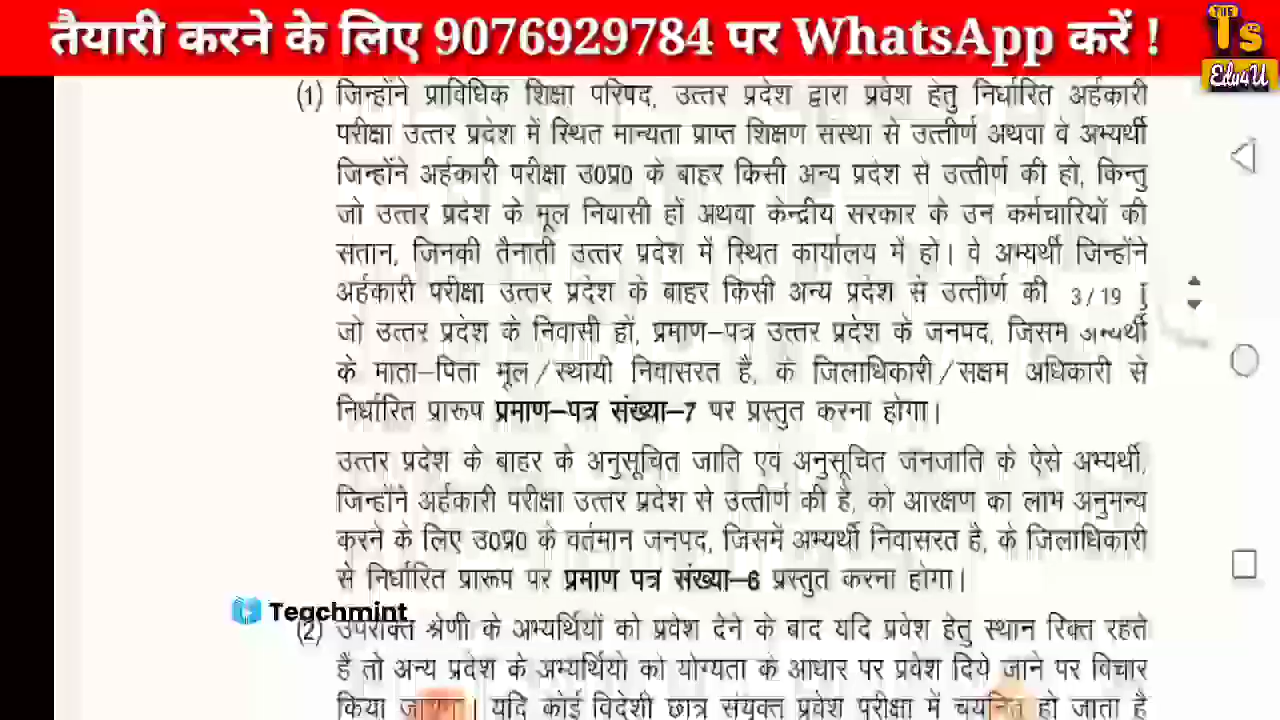 तैयारी करने के लिए 9076929784 पर WhatsApp करें !
THE
Ts
Edu4U
(1) जिन्होंने प्राविधिक शिक्षा परिषद, उत्तर प्रदेश द्वारा प्रवेश हेतु निर्धारित अर्हकारी
परीक्षा उत्तर प्रदेश में स्थित मान्यता प्राप्त शिक्षण संस्था से उत्तीर्ण अथवा वे अभ्यर्थी
जिन्होंने अर्हकारी परीक्षा उ0प्र0 के बाहर किसी अन्य प्रदेश से उत्तीर्ण की हो, किन्तु
जो उत्तर प्रदेश के मूल निवासी हों अथवा केन्द्रीय सरकार के उन कर्मचारियों की
संतान, जिनकी तैनाती उत्तर प्रदेश में स्थित कार्यालय में हो। वे अभ्यर्थी जिन्होंने
अर्हकारी परीक्षा उत्तर प्रदेश के बाहर किसी अन्य प्रदेश से उत्तीर्ण की 3/19
जो उत्तर प्रदेश के निवासी हों, प्रमाण–पत्र उत्तर प्रदेश के जनपद, जिसमें अभ्यर्थी
के माता–पिता मूल/स्थायी निवासरत है, के जिलाधिकारी/सक्षम अधिकारी से
निर्धारित प्रारूप प्रमाण–पत्र संख्या–7 पर प्रस्तुत करना होगा।
उत्तर प्रदेश के बाहर के अनुसूचित जाति एवं अनुसूचित जनजाति के ऐसे अभ्यर्थी,
जिन्होंने अर्हकारी परीक्षा उत्तर प्रदेश से उत्तीर्ण की है, को आरक्षण का लाभ अनुमन्य
करने के लिए उ0प्र0 के वर्तमान जनपद, जिसमें अभ्यर्थी निवासरत है, के जिलाधिकारी
से निर्धारित प्रारूप पर प्रमाण पत्र संख्या–6 प्रस्तुत करना होगा।
Teachmint
(2) उपरोक्त श्रेणी के अभ्यर्थियों को प्रवेश देने के बाद यदि प्रवेश हेतु स्थान रिक्त रहते
हैं तो अन्य प्रदेश के अभ्यर्थियों को योग्यता के आधार पर प्रवेश दिये जाने पर विचार
किया । यदि कोई विदेशी छात्र संयुक्त प्रवेश परीक्षा में चयनित हो जाता है